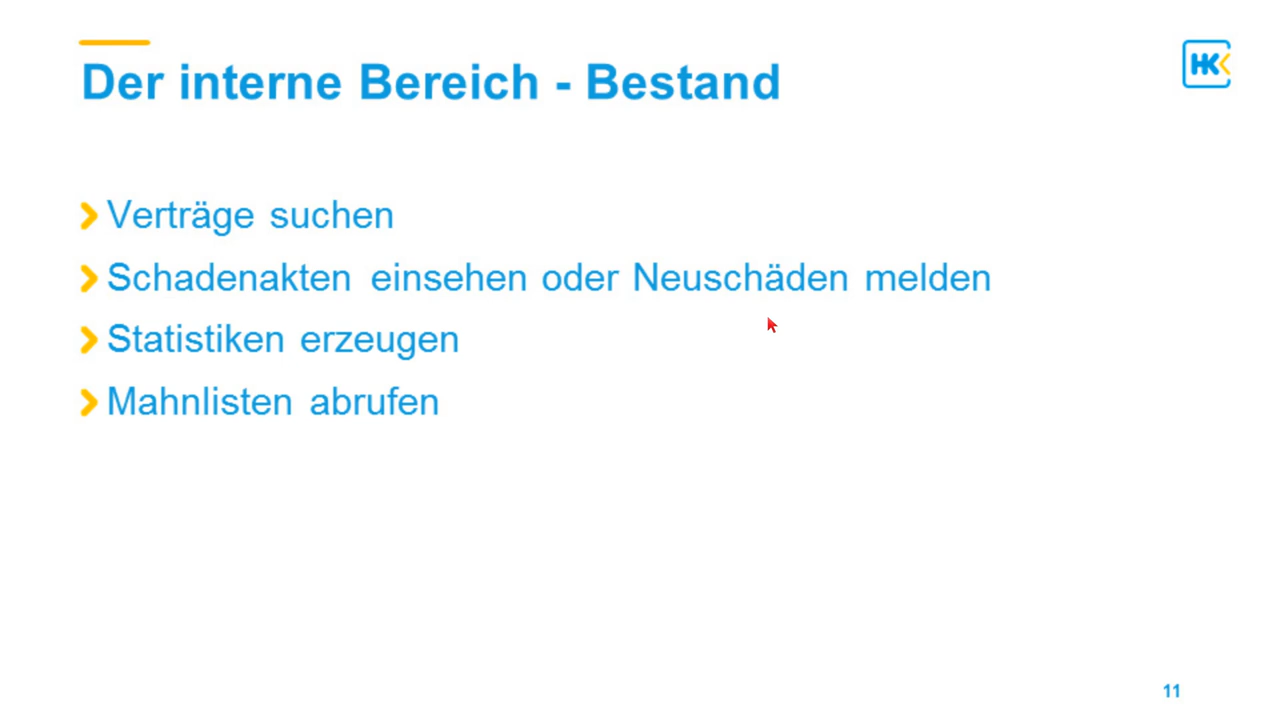 Der interne Bereich - Bestand
HK
Verträge suchen
Schadenakten einsehen oder Neuschäden melden
Statistiken erzeugen
Mahnlisten abrufen
11